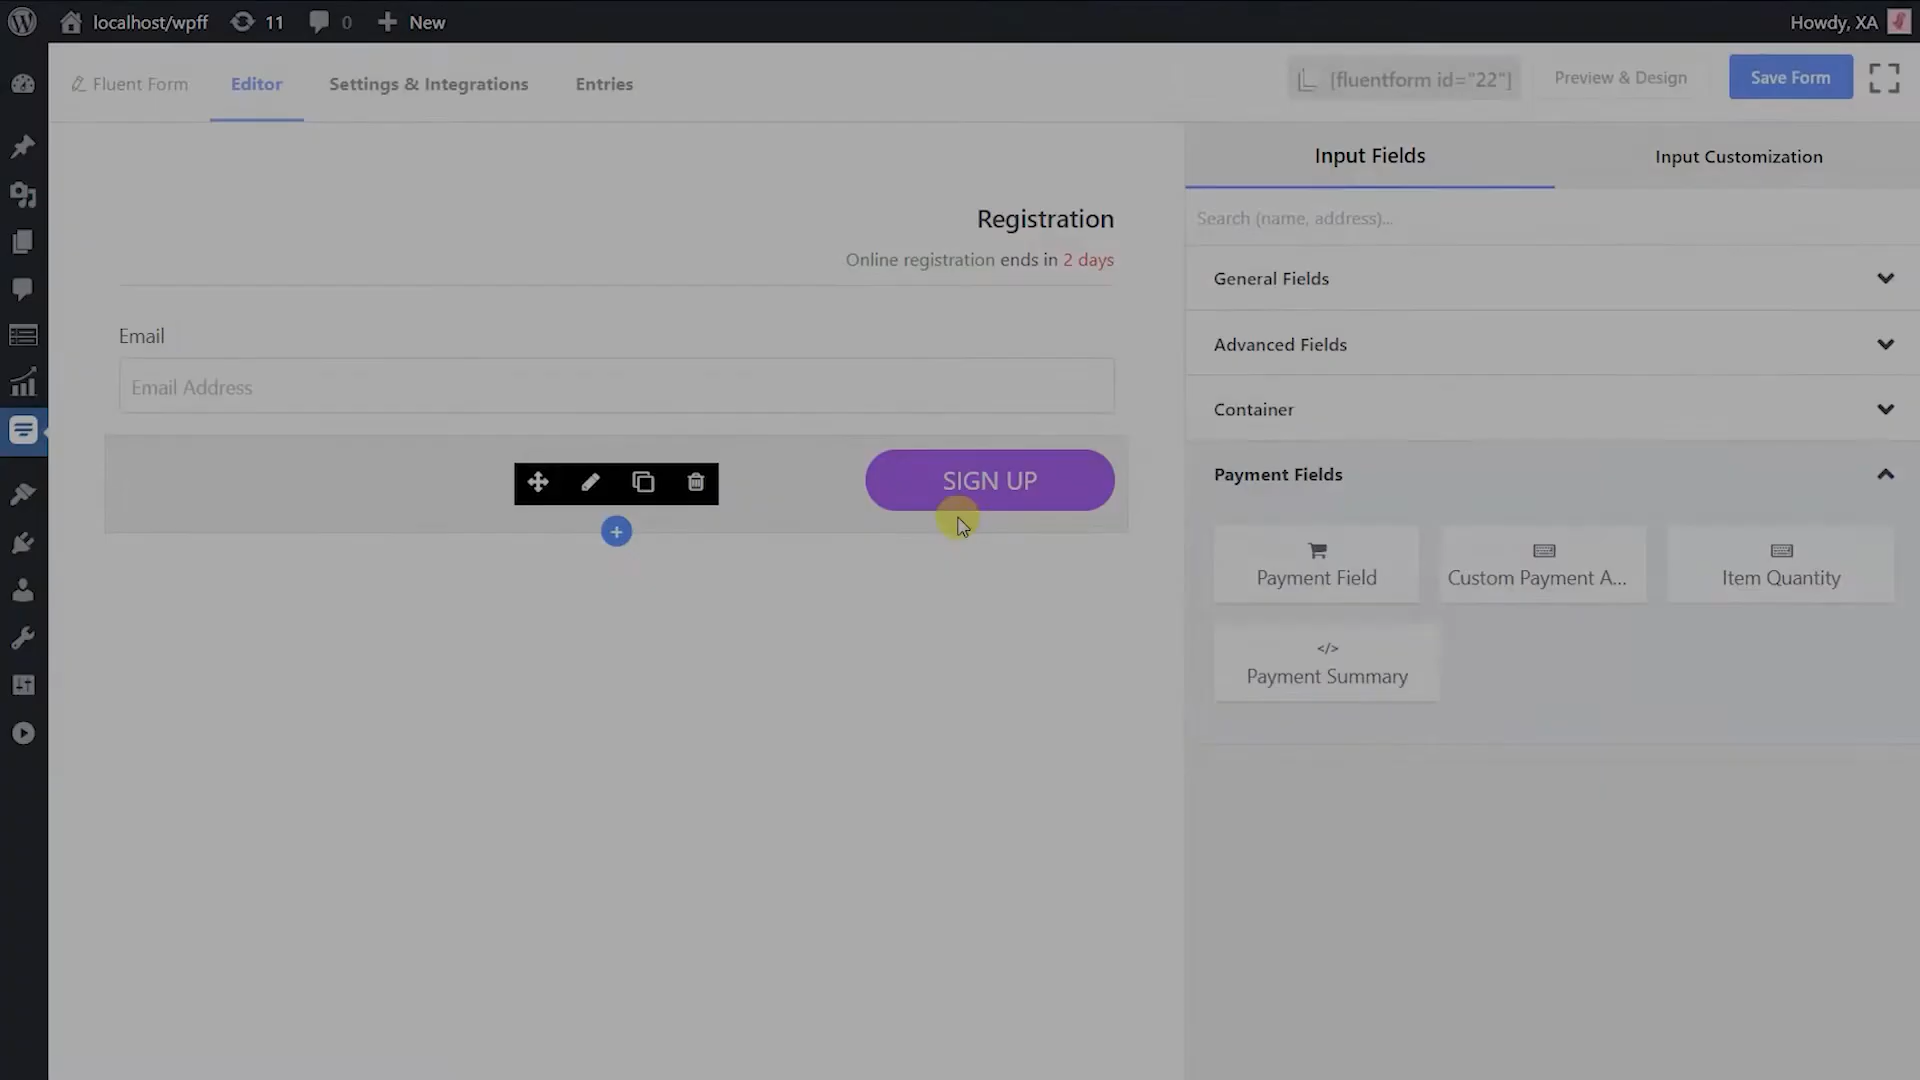 localhost/wpff 11 0 New Howdy, XA
Fluent Form Editor Settings & Integrations Entries [fluentform id="22"] Preview & Design Save Form
Input Fields Input Customization
Search (name, address)...
Registration
Online registration ends in 2 days
Email
Email Address
SIGN UP
General Fields
Advanced Fields
Container
Payment Fields
Payment Field Custom Payment A... Item Quantity
</>
Payment Summary